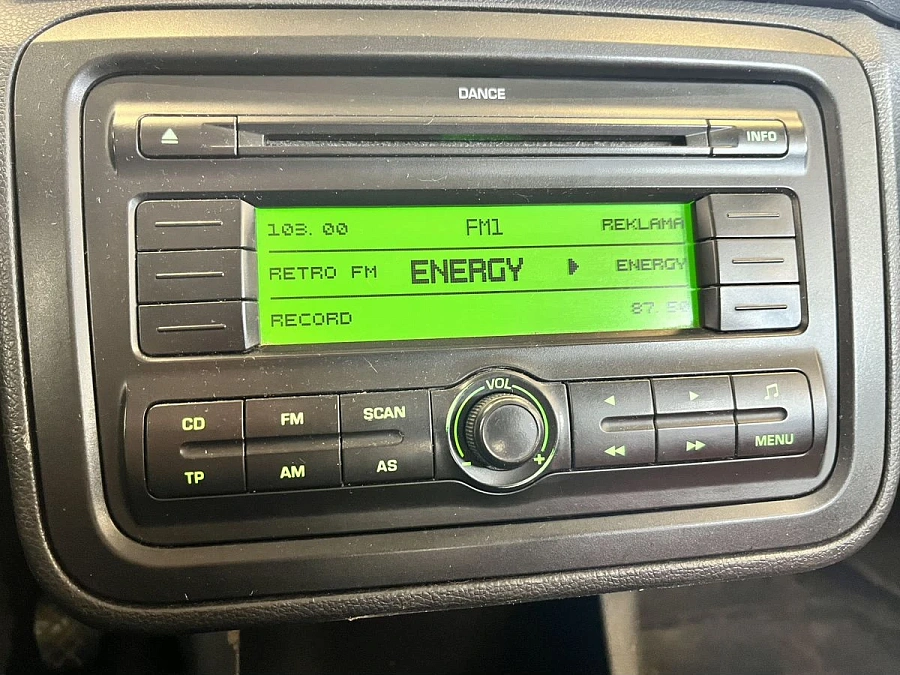 DANCE
INFO
103.00 FM1 REKLAMA
RETRO FM ENERGY ENERGY
RECORD 87.50
VOL
- +
CD FM SCAN
TP AM AS
MENU